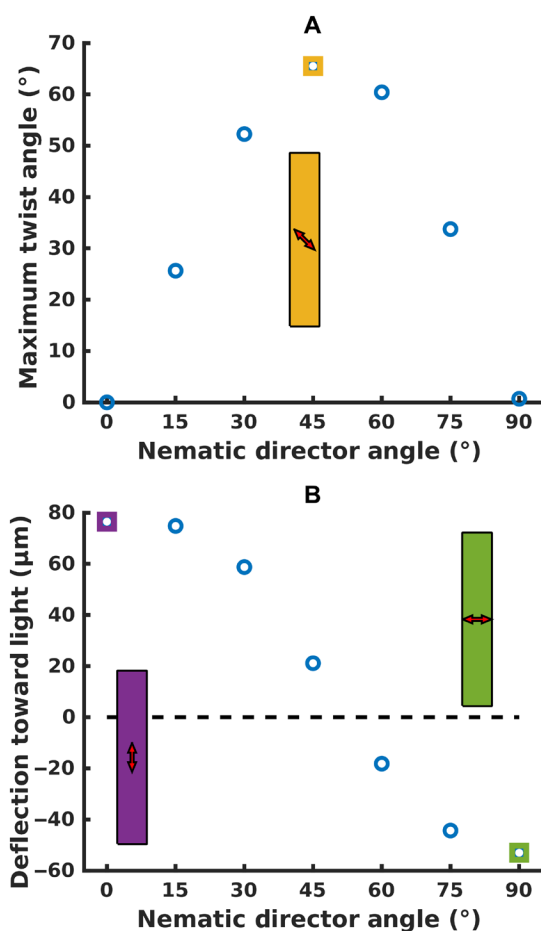 A
Maximum twist angle (°)
70
60
50
40
30
20
10
0
0 15 30 45 60 75 90
Nematic director angle (°)
B
Deflection toward light (μm)
80
60
40
20
0
−20
−40
−60
0 15 30 45 60 75 90
Nematic director angle (°)